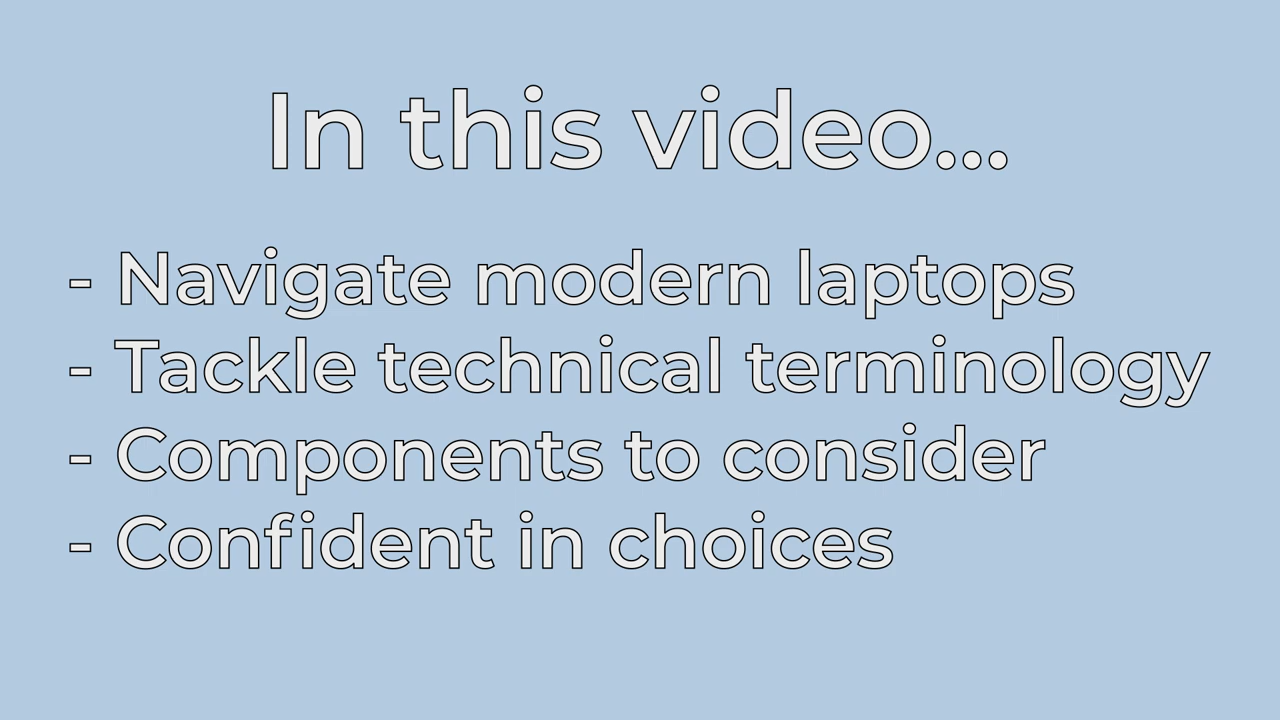 In this video...
- Navigate modern laptops
- Tackle technical terminology
- Components to consider
- Confident in choices